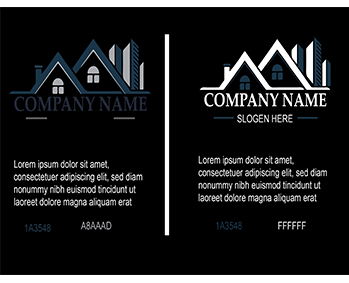 COMPANY NAME
Lorem ipsum dolor sit amet,
consectetuer adipiscing elit, sed diam
nonummy nibh euismod tincidunt ut
laoreet dolore magna aliquam erat
1A3548 A8AAAD
COMPANY NAME
SLOGEN HERE
Lorem ipsum dolor sit amet,
consectetuer adipiscing elit, sed diam
nonummy nibh euismod tincidunt ut
laoreet dolore magna aliquam erat
1A3548 FFFFFF